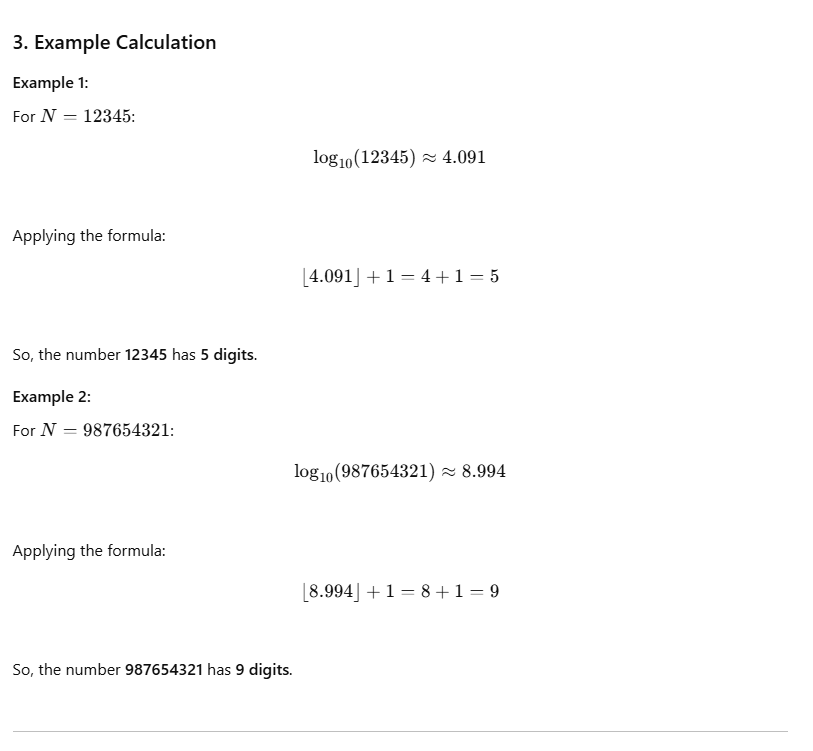 3. Example Calculation
Example 1:
For N = 12345:
log₁₀(12345) ≈ 4.091
Applying the formula:
⌊4.091⌋ + 1 = 4 + 1 = 5
So, the number 12345 has 5 digits.
Example 2:
For N = 987654321:
log₁₀(987654321) ≈ 8.994
Applying the formula:
⌊8.994⌋ + 1 = 8 + 1 = 9
So, the number 987654321 has 9 digits.